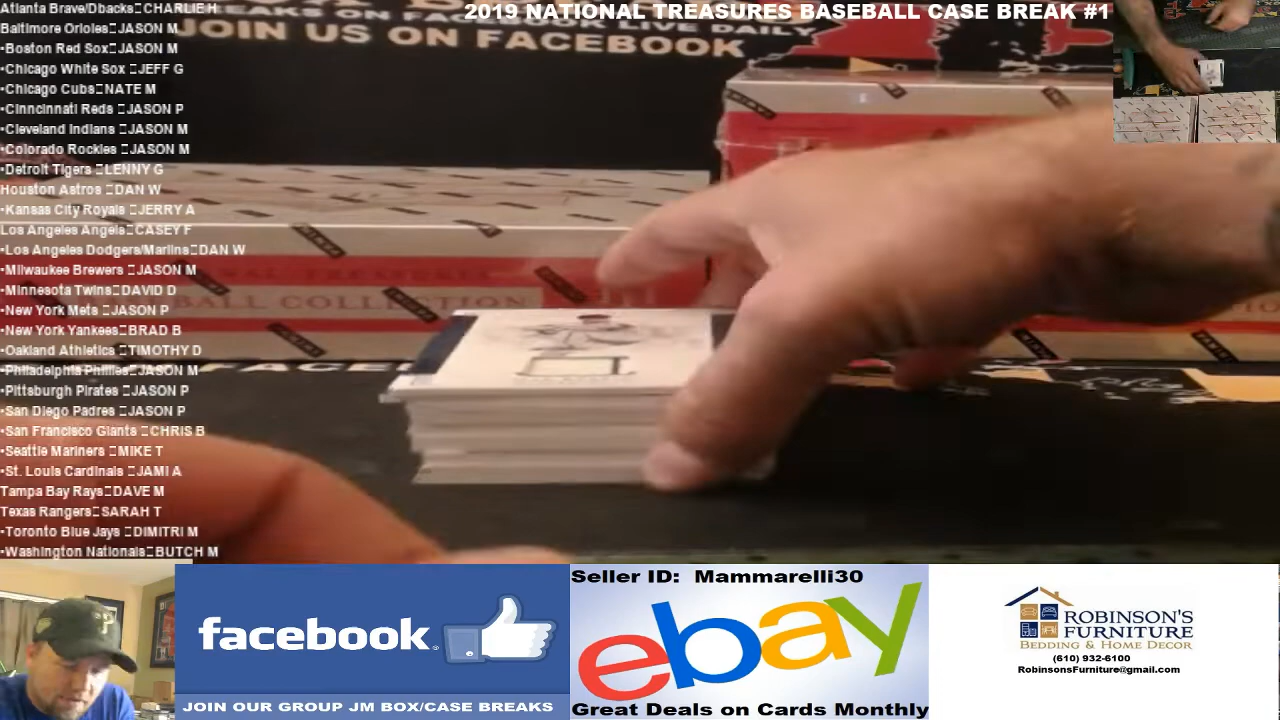 Atlanta Brave/Dbacks CHARLIE H
Baltimore Orioles JASON M
•Boston Red Sox JASON M
•Chicago White Sox JEFF G
•Chicago Cubs NATE M
•Cinncinnati Reds JASON P
•Cleveland Indians JASON M
•Colorado Rockies JASON M
•Detroit Tigers LENNY G
Houston Astros DAN W
•Kansas City Royals JERRY A
Los Angeles Angels CASEY F
•Los Angeles Dodgers/Marlins DAN W
•Milwaukee Brewers JASON M
•Minnesota Twins DAVID D
•New York Mets JASON P
•New York Yankees BRAD B
•Oakland Athletics TIMOTHY D
•Philadelphia Phillies JASON M
•Pittsburgh Pirates JASON P
•San Diego Padres JASON P
•San Francisco Giants CHRIS B
•Seattle Mariners MIKE T
•St. Louis Cardinals JAMI A
Tampa Bay Rays DAVE M
Texas Rangers SARAH T
•Toronto Blue Jays DIMITRI M
•Washington Nationals BUTCH M
2019 NATIONAL TREASURES BASEBALL CASE BREAK #1
LIVE DAILY
JOIN US ON FACEBOOK
BALL COLLECTION
facebook
JOIN OUR GROUP JM BOX/CASE BREAKS
Seller ID: Mammarelli30
ebay
Great Deals on Cards Monthly
ROBINSON'S
FURNITURE
BEDDING & HOME DECOR
(610) 932-6100
RobinsonsFurniture@gmail.com